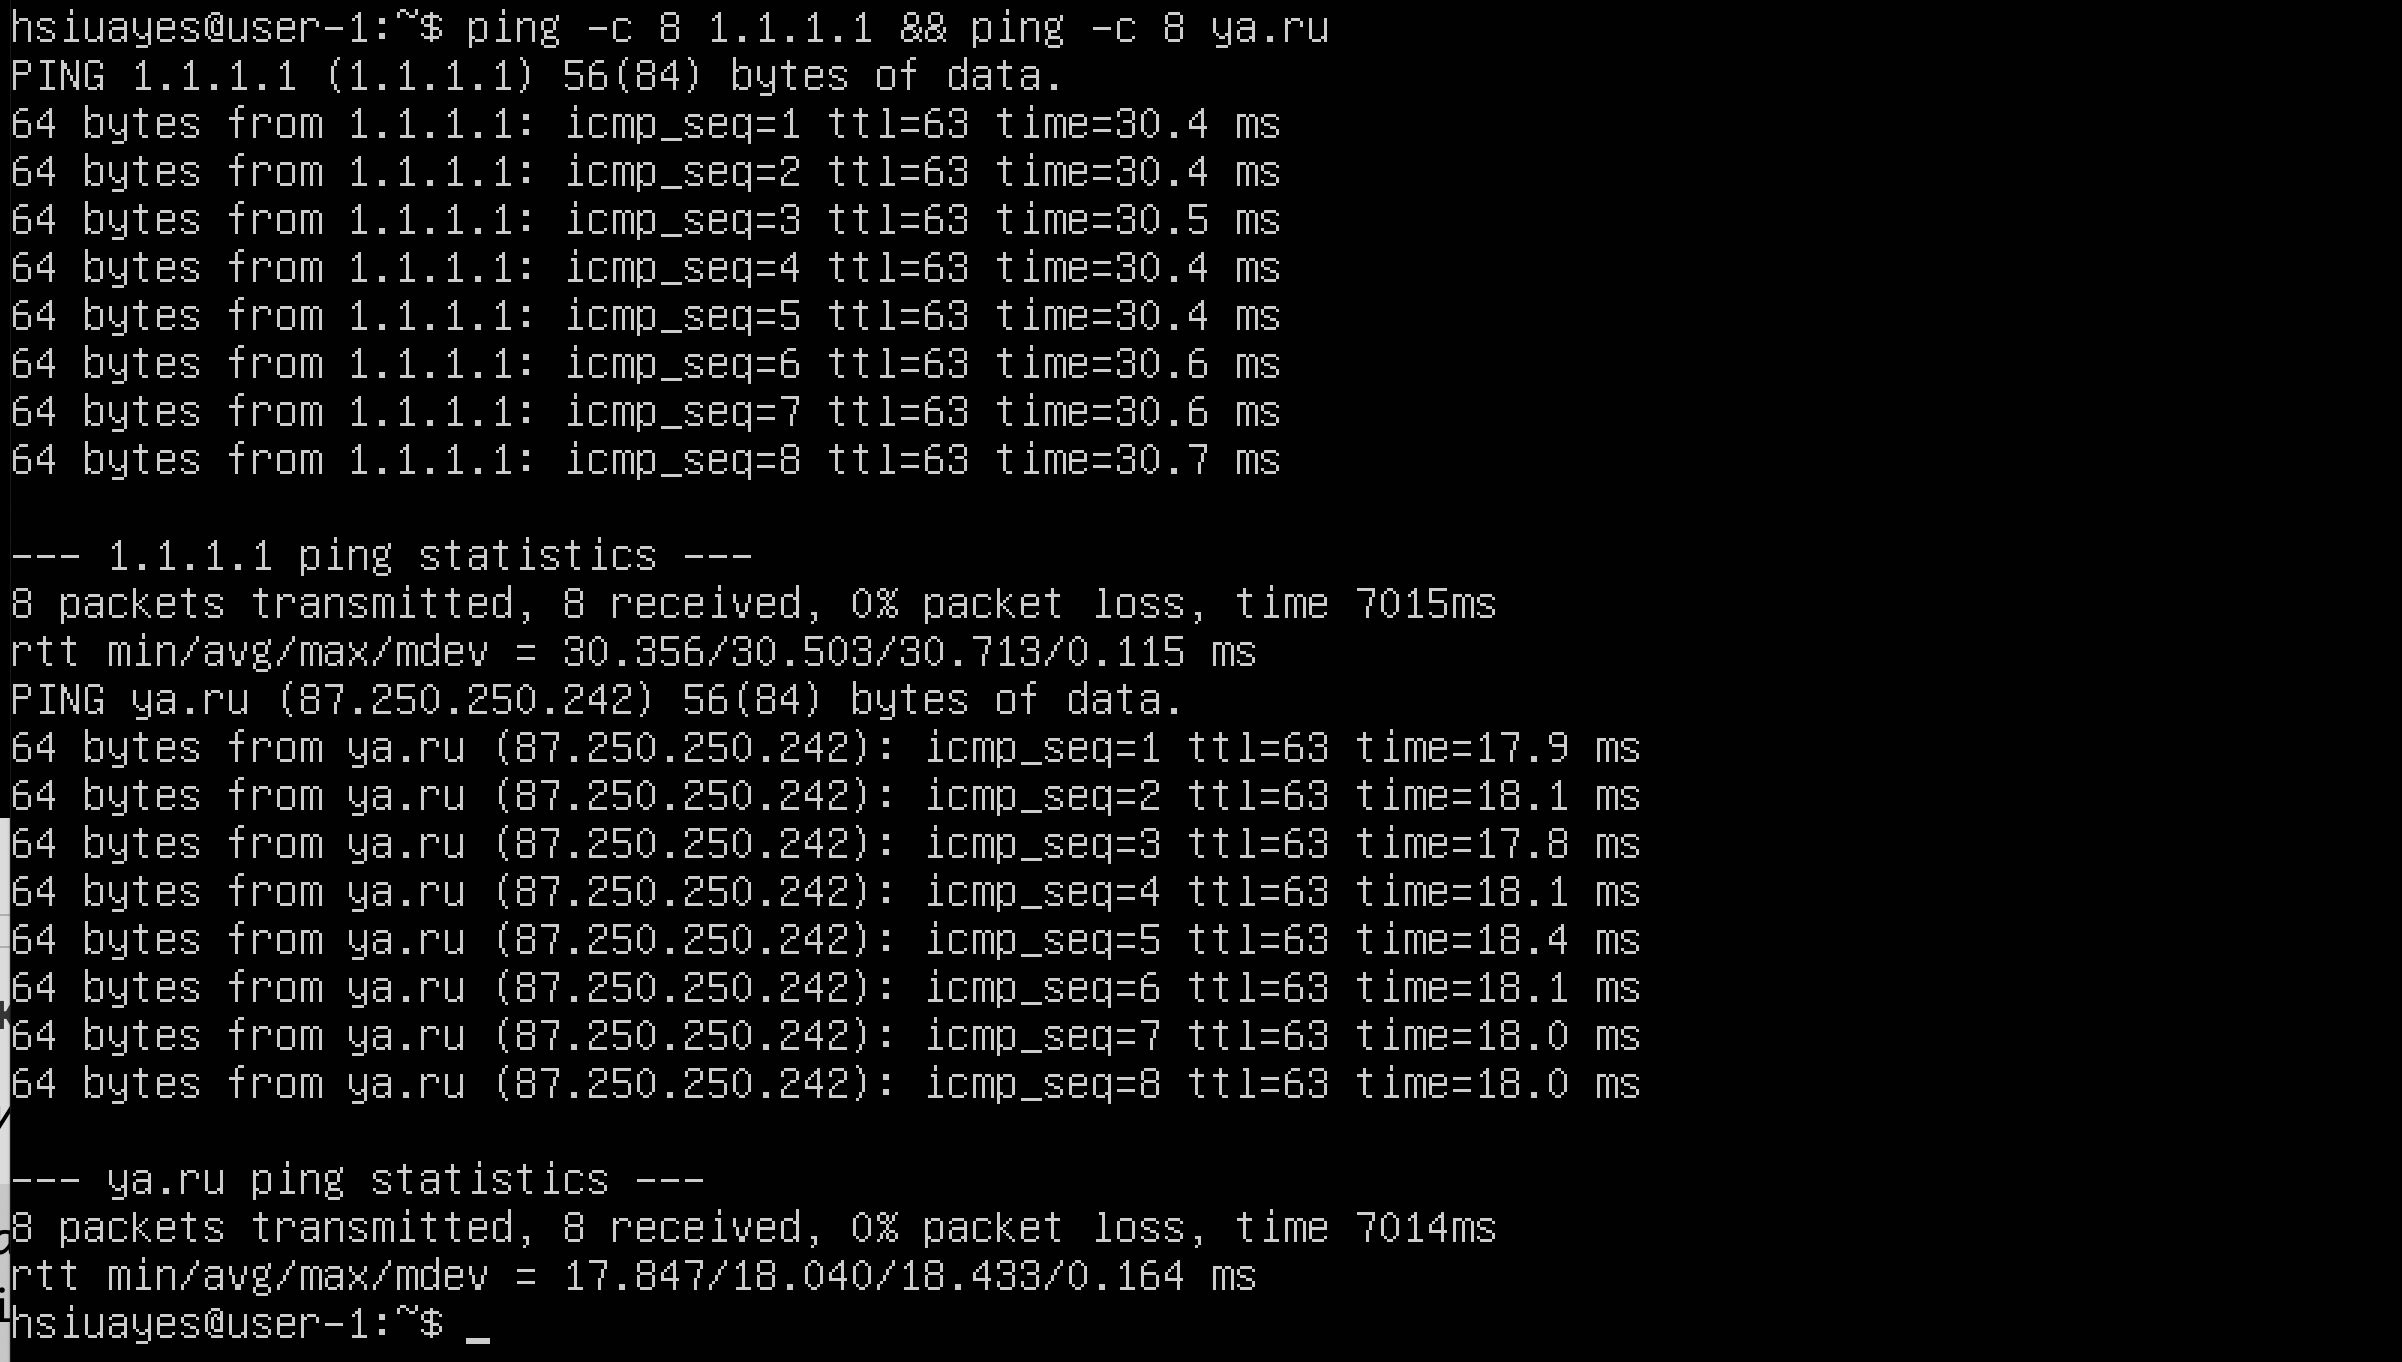 hsiuayes@user-1:~$ ping -c 8 1.1.1.1 && ping -c 8 ya.ru
PING 1.1.1.1 (1.1.1.1) 56(84) bytes of data.
64 bytes from 1.1.1.1: icmp_seq=1 ttl=63 time=30.4 ms
64 bytes from 1.1.1.1: icmp_seq=2 ttl=63 time=30.4 ms
64 bytes from 1.1.1.1: icmp_seq=3 ttl=63 time=30.5 ms
64 bytes from 1.1.1.1: icmp_seq=4 ttl=63 time=30.4 ms
64 bytes from 1.1.1.1: icmp_seq=5 ttl=63 time=30.4 ms
64 bytes from 1.1.1.1: icmp_seq=6 ttl=63 time=30.6 ms
64 bytes from 1.1.1.1: icmp_seq=7 ttl=63 time=30.6 ms
64 bytes from 1.1.1.1: icmp_seq=8 ttl=63 time=30.7 ms
--- 1.1.1.1 ping statistics ---
8 packets transmitted, 8 received, 0% packet loss, time 7015ms
rtt min/avg/max/mdev = 30.356/30.503/30.713/0.115 ms
PING ya.ru (87.250.250.242) 56(84) bytes of data.
64 bytes from ya.ru (87.250.250.242): icmp_seq=1 ttl=63 time=17.9 ms
64 bytes from ya.ru (87.250.250.242): icmp_seq=2 ttl=63 time=18.1 ms
64 bytes from ya.ru (87.250.250.242): icmp_seq=3 ttl=63 time=17.8 ms
64 bytes from ya.ru (87.250.250.242): icmp_seq=4 ttl=63 time=18.1 ms
64 bytes from ya.ru (87.250.250.242): icmp_seq=5 ttl=63 time=18.4 ms
64 bytes from ya.ru (87.250.250.242): icmp_seq=6 ttl=63 time=18.1 ms
64 bytes from ya.ru (87.250.250.242): icmp_seq=7 ttl=63 time=18.0 ms
64 bytes from ya.ru (87.250.250.242): icmp_seq=8 ttl=63 time=18.0 ms
--- ya.ru ping statistics ---
8 packets transmitted, 8 received, 0% packet loss, time 7014ms
rtt min/avg/max/mdev = 17.847/18.040/18.433/0.164 ms
hsiuayes@user-1:~$ _